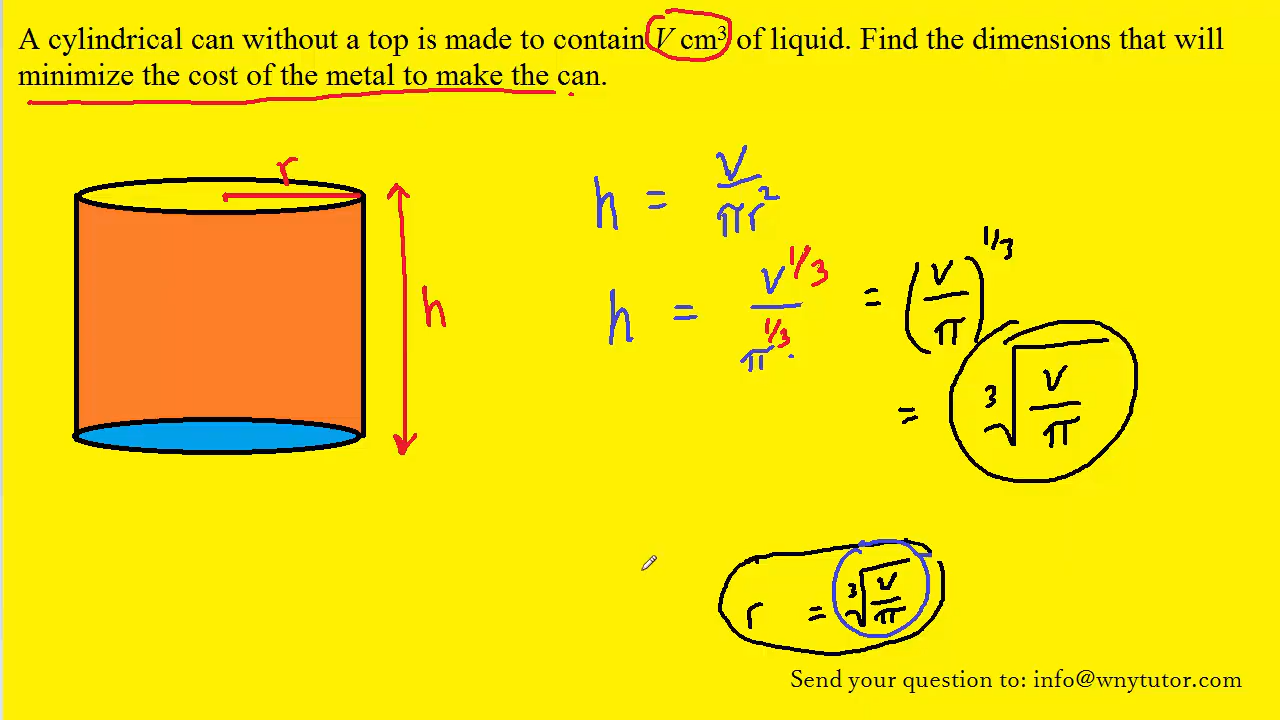 A cylindrical can without a top is made to contain V cm³ of liquid. Find the dimensions that will
minimize the cost of the metal to make the can.
r
h
h = V / πr²
h = V^1/3 / π^1/3 = (V/π)^1/3
= ∛(V/π)
r = ∛(V/π)
Send your question to: info@wnytutor.com